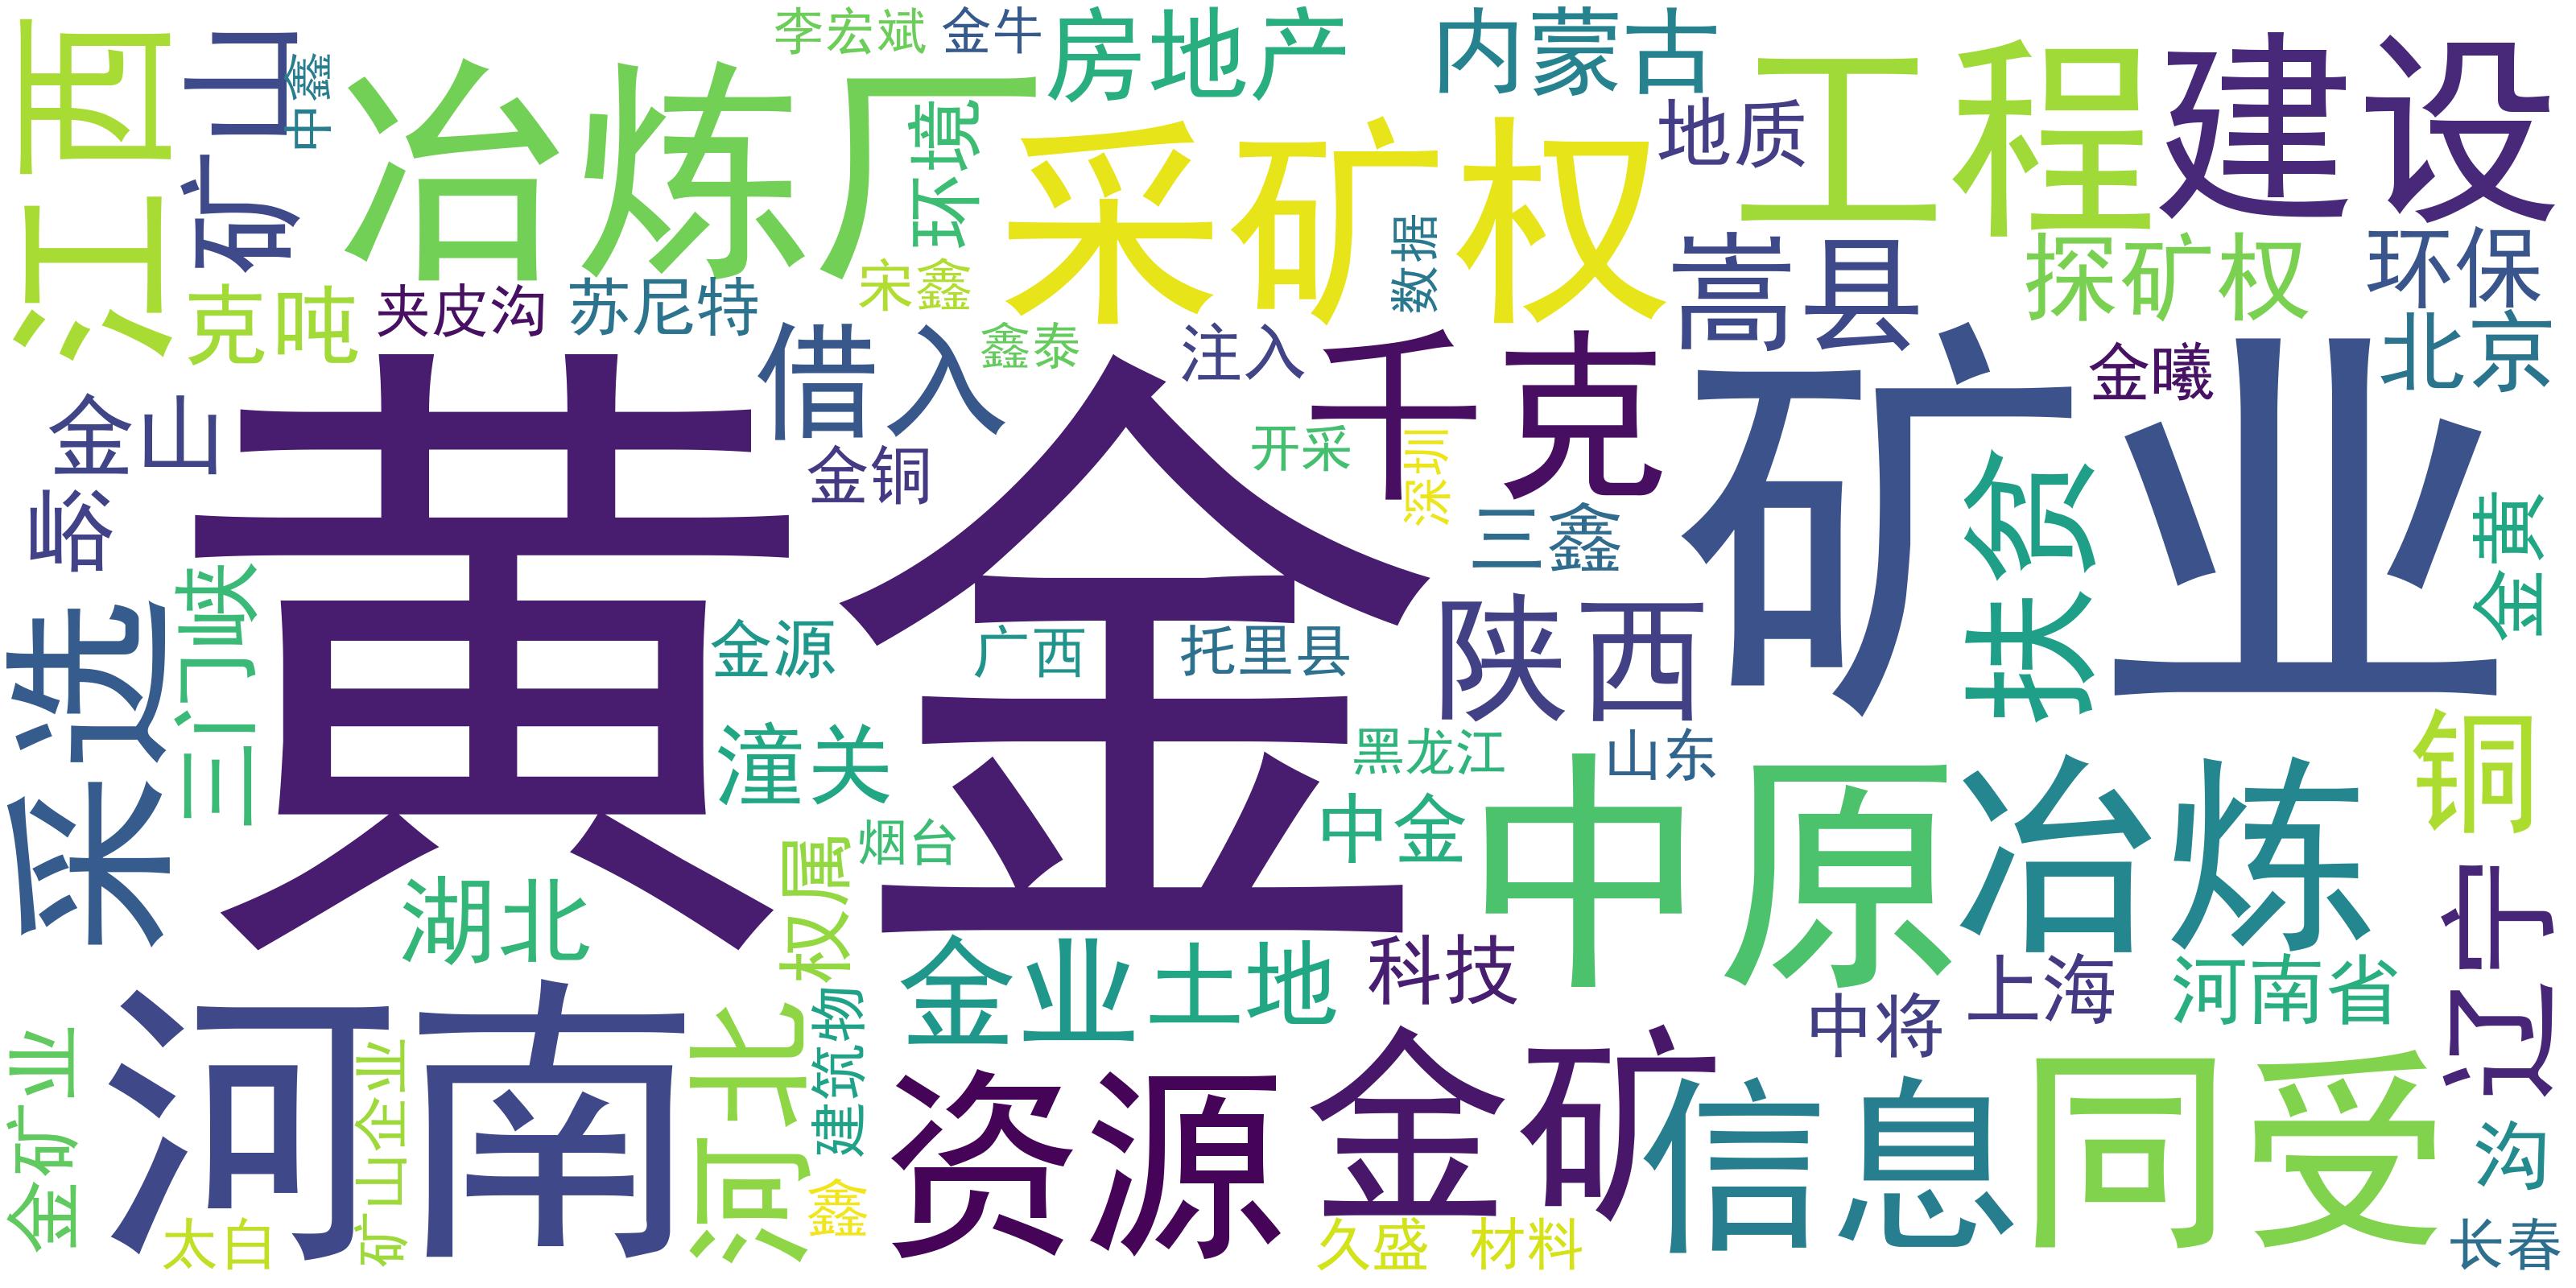 李宏斌
金牛
房地产
内蒙古
江西
矿山
中鑫
冶炼厂
环境
采矿权
地质
工程
建设
数据
嵩县
探矿权
环保
克吨
夹皮沟
苏尼特
宋鑫
鑫泰
注入
千克
矿业
金曦
北京
借入
金山
金铜
开采
深圳
峪
黄金
三鑫
扶贫
金黄
采选
三门峡
金源
广西
托里县
陕西
潼关
黑龙江
山东
铜
烟台
中金
中原
冶炼
湖北
权属
金业
土地
科技
上海
河南省
辽宁
中将
河南
河北
建筑物
资源
金矿
信息
同受
金矿业
矿山企业
沟
太白
鑫
久盛
材料
长春